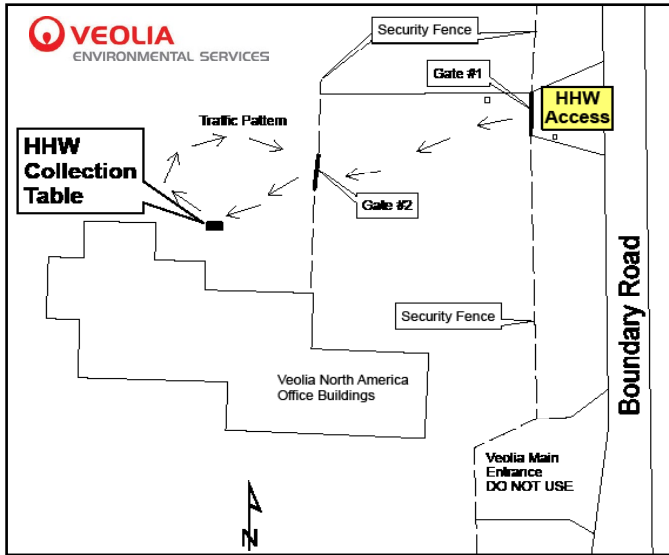 VEOLIA
ENVIRONMENTAL SERVICES
Security Fence
Gate #1
HHW
Access
Traffic Pattern
HHW
Collection
Table
Gate #2
Security Fence
Boundary Road
Veolia North America
Office Buildings
Veolia Main
Entrance
DO NOT USE
N